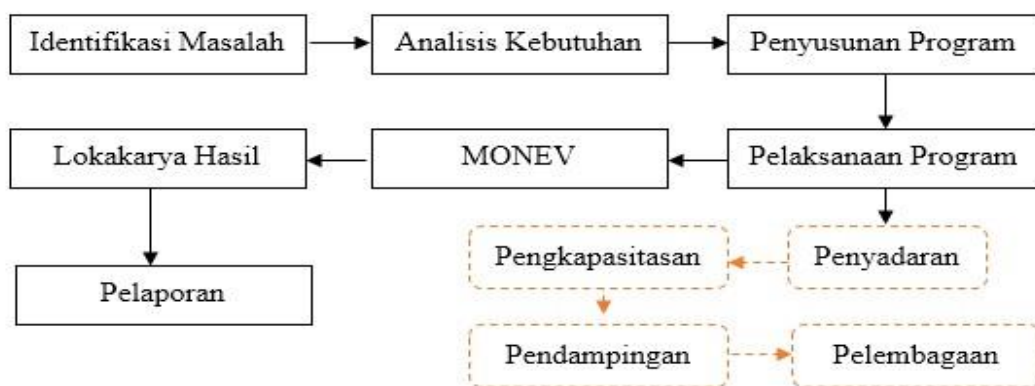 Identifikasi Masalah
Analisis Kebutuhan
Penyusunan Program
Lokakarya Hasil
MONEV
Pelaksanaan Program
Pengkapasitasan
Penyadaran
Pelaporan
Pendampingan
Pelembagaan